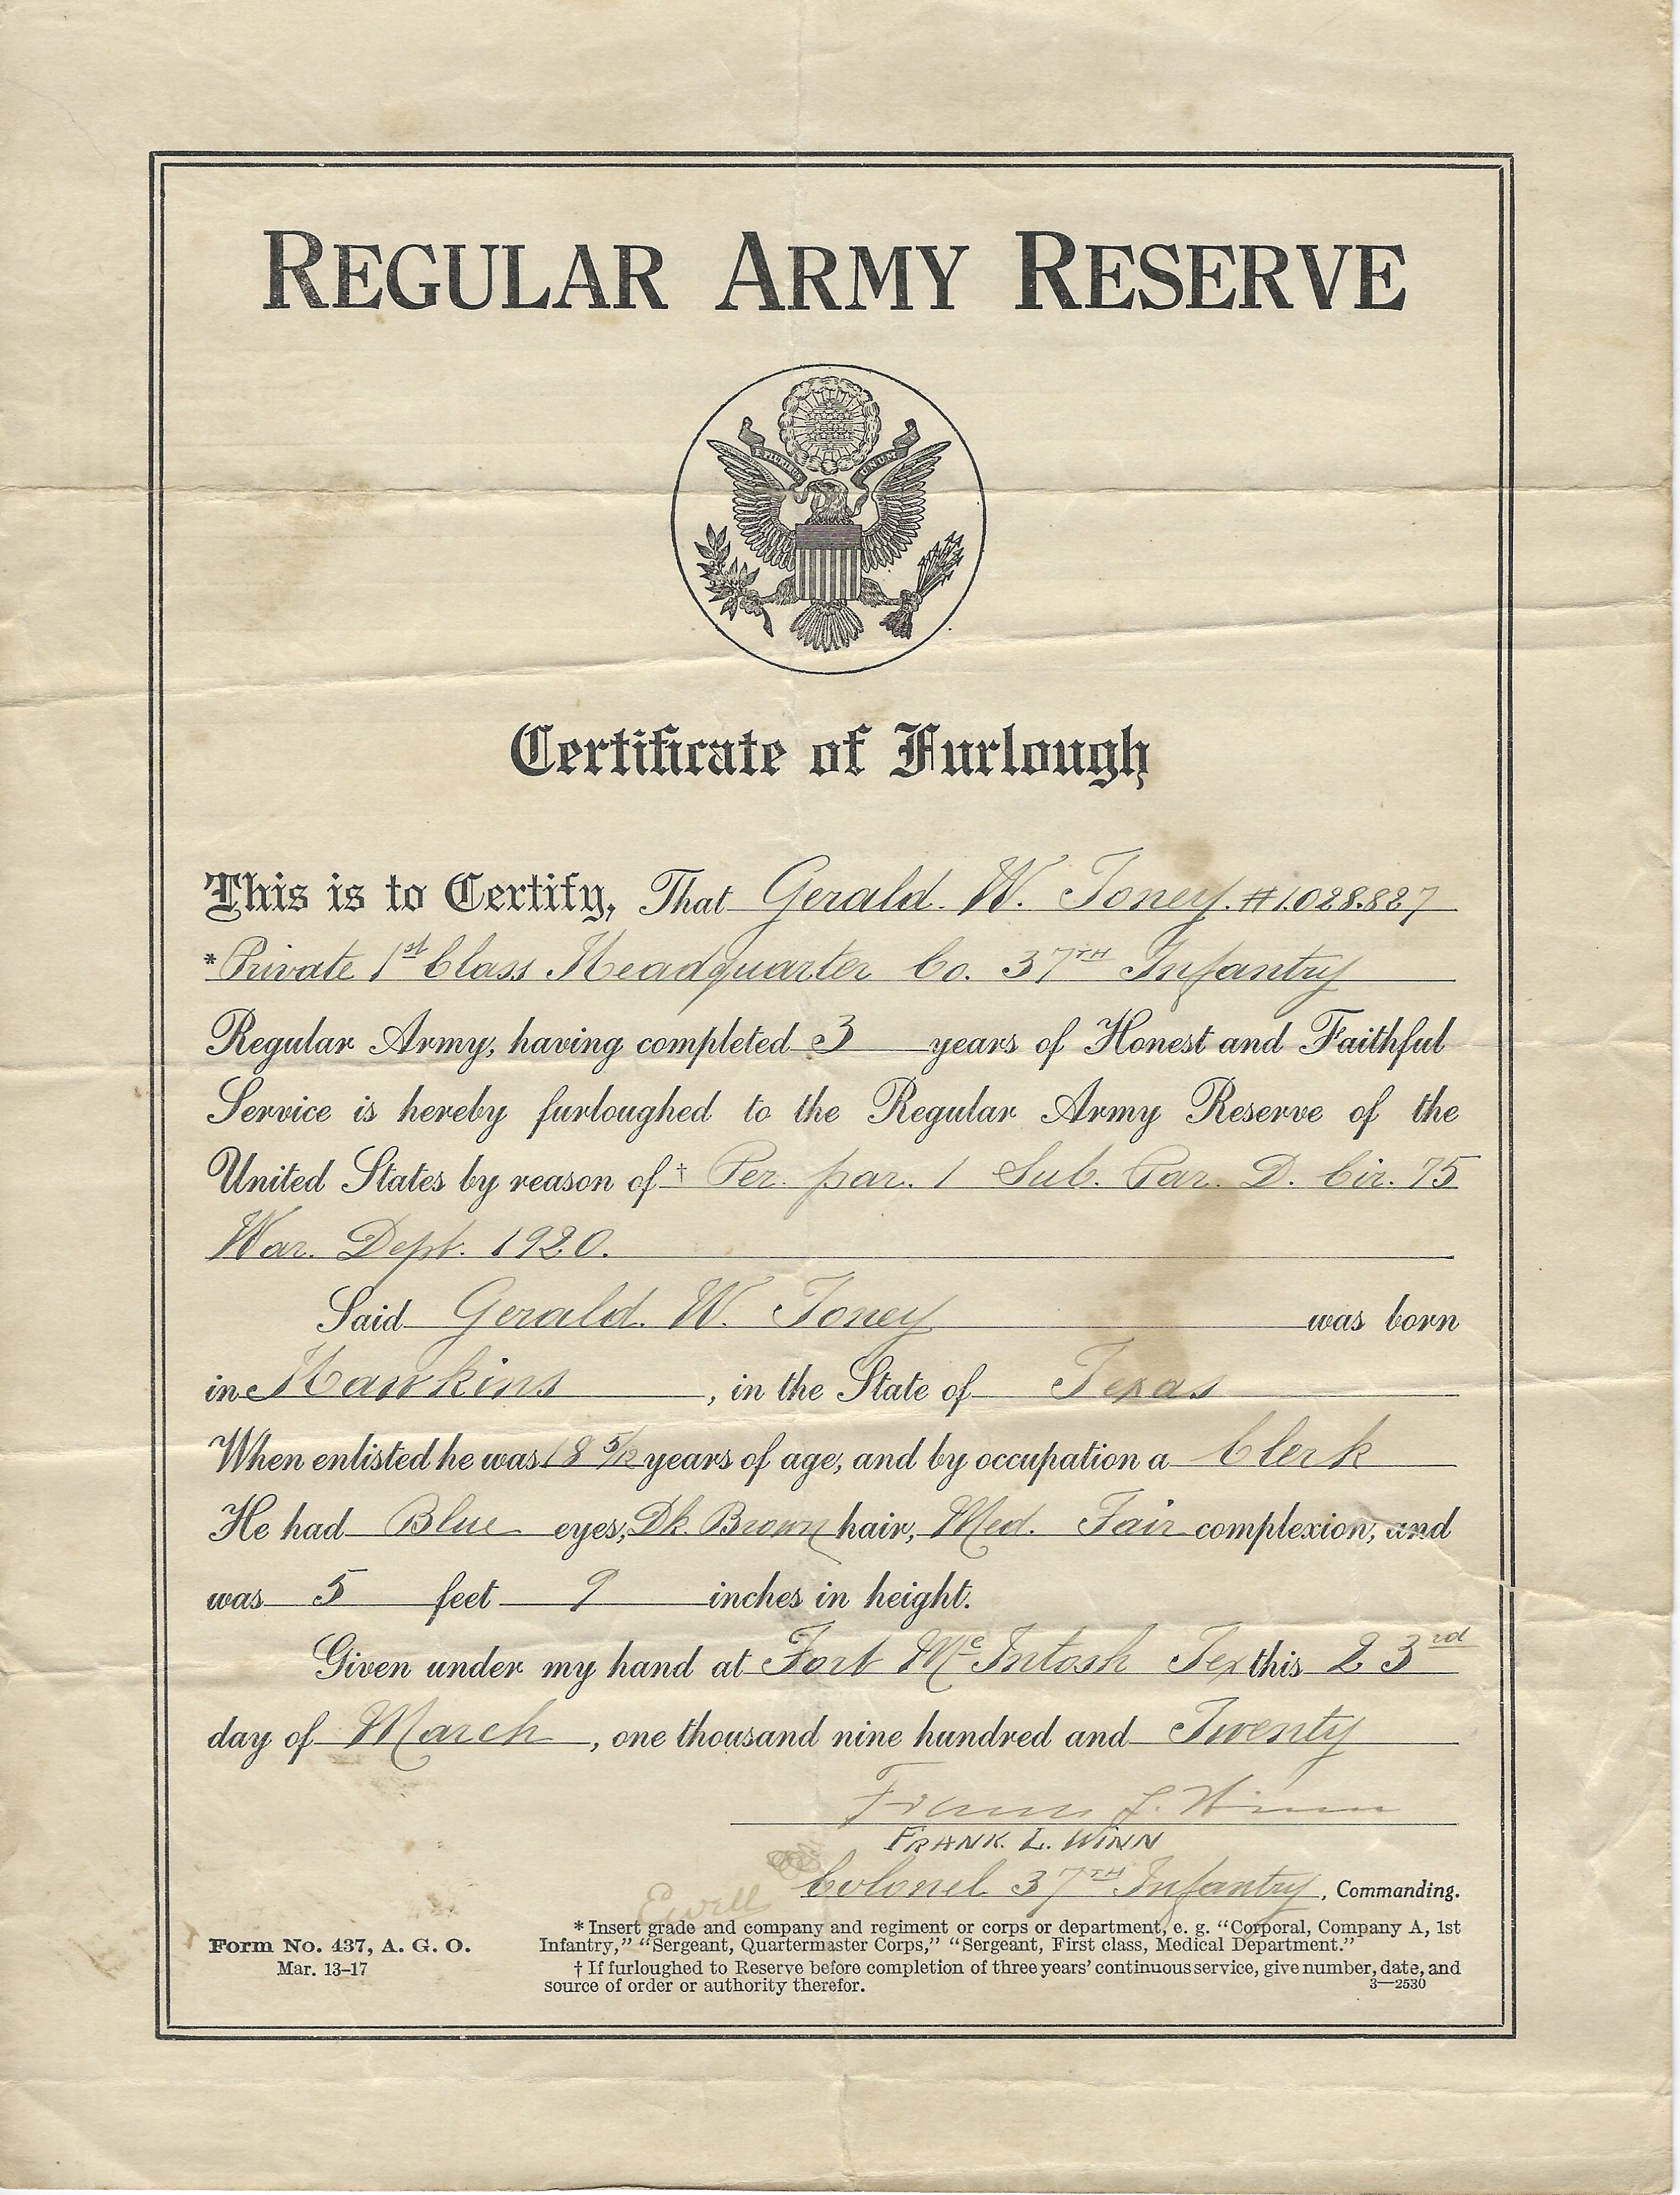 REGULAR ARMY RESERVE
E PLURIBUS UNUM
Certificate of Furlough
This is to Certify, That Gerald. W. Toney. #1.028.827
*Private 1st Class Headquarter Co. 37TH Infantry
Regular Army, having completed 3 years of Honest and Faithful
Service is hereby furloughed to the Regular Army Reserve of the
United States by reason of † Per. par. 1 Sub. Par. D. Cir. 75
War. Dept. 1920.
Said Gerald. W. Toney was born
in Hawkins, in the State of Texas
When enlisted he was 18 5/12 years of age, and by occupation a Clerk
He had Blue eyes, Dk. Brown hair, Med. Fair complexion, and
was 5 feet 9 inches in height.
Given under my hand at Fort McIntosh Tex this 23rd
day of March, one thousand nine hundred and Twenty
Frank L. Winn
FRANK. L. WINN
Colonel 37TH Infantry, Commanding.
Ewell
*Insert grade and company and regiment or corps or department, e. g. "Corporal, Company A, 1st
Infantry," "Sergeant, Quartermaster Corps," "Sergeant, First class, Medical Department."
† If furloughed to Reserve before completion of three years' continuous service, give number, date, and
source of order or authority therefor.
3—2530
Form No. 437, A. G. O.
Mar. 13-17